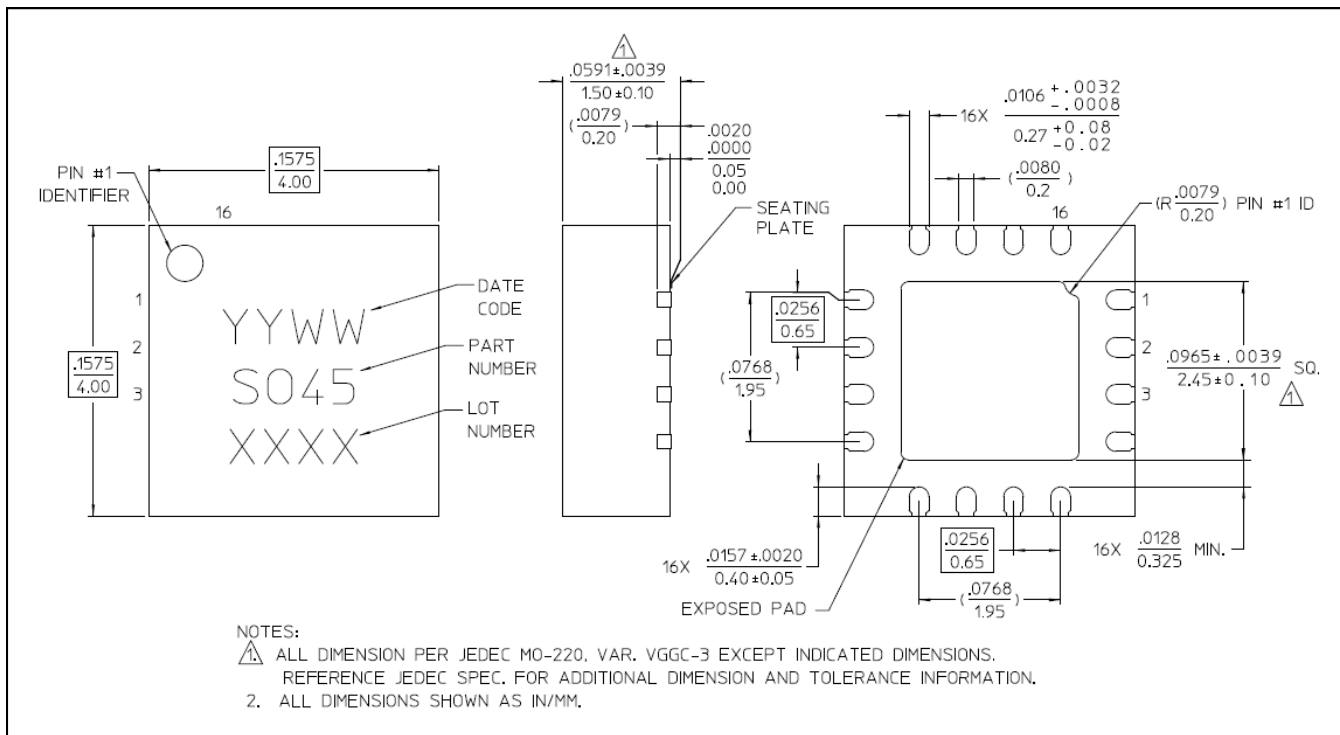 PIN #1
IDENTIFIER
.1575
4.00
16
1
2
3
.1575
4.00
YYWW
SO45
XXXX
DATE
CODE
PART
NUMBER
LOT
NUMBER
1
.0591±.0039
1.50±0.10
(.0079
0.20)
.0020
.0000
0.05
0.00
SEATING
PLATE
16X .0106 +.0032
-.0008
0.27 +0.08
-0.02
(.0080
0.2)
16
(R.0079
0.20) PIN #1 ID
.0256
0.65
(.0768
1.95)
1
2
3
.0965±.0039
2.45±0.10 SQ.
1
16X .0157±.0020
0.40±0.05
EXPOSED PAD
.0256
0.65
(.0768
1.95)
16X .0128
0.325 MIN.
NOTES:
1. ALL DIMENSION PER JEDEC MO-220, VAR. VGGC-3 EXCEPT INDICATED DIMENSIONS.
REFERENCE JEDEC SPEC. FOR ADDITIONAL DIMENSION AND TOLERANCE INFORMATION.
2. ALL DIMENSIONS SHOWN AS IN/MM.